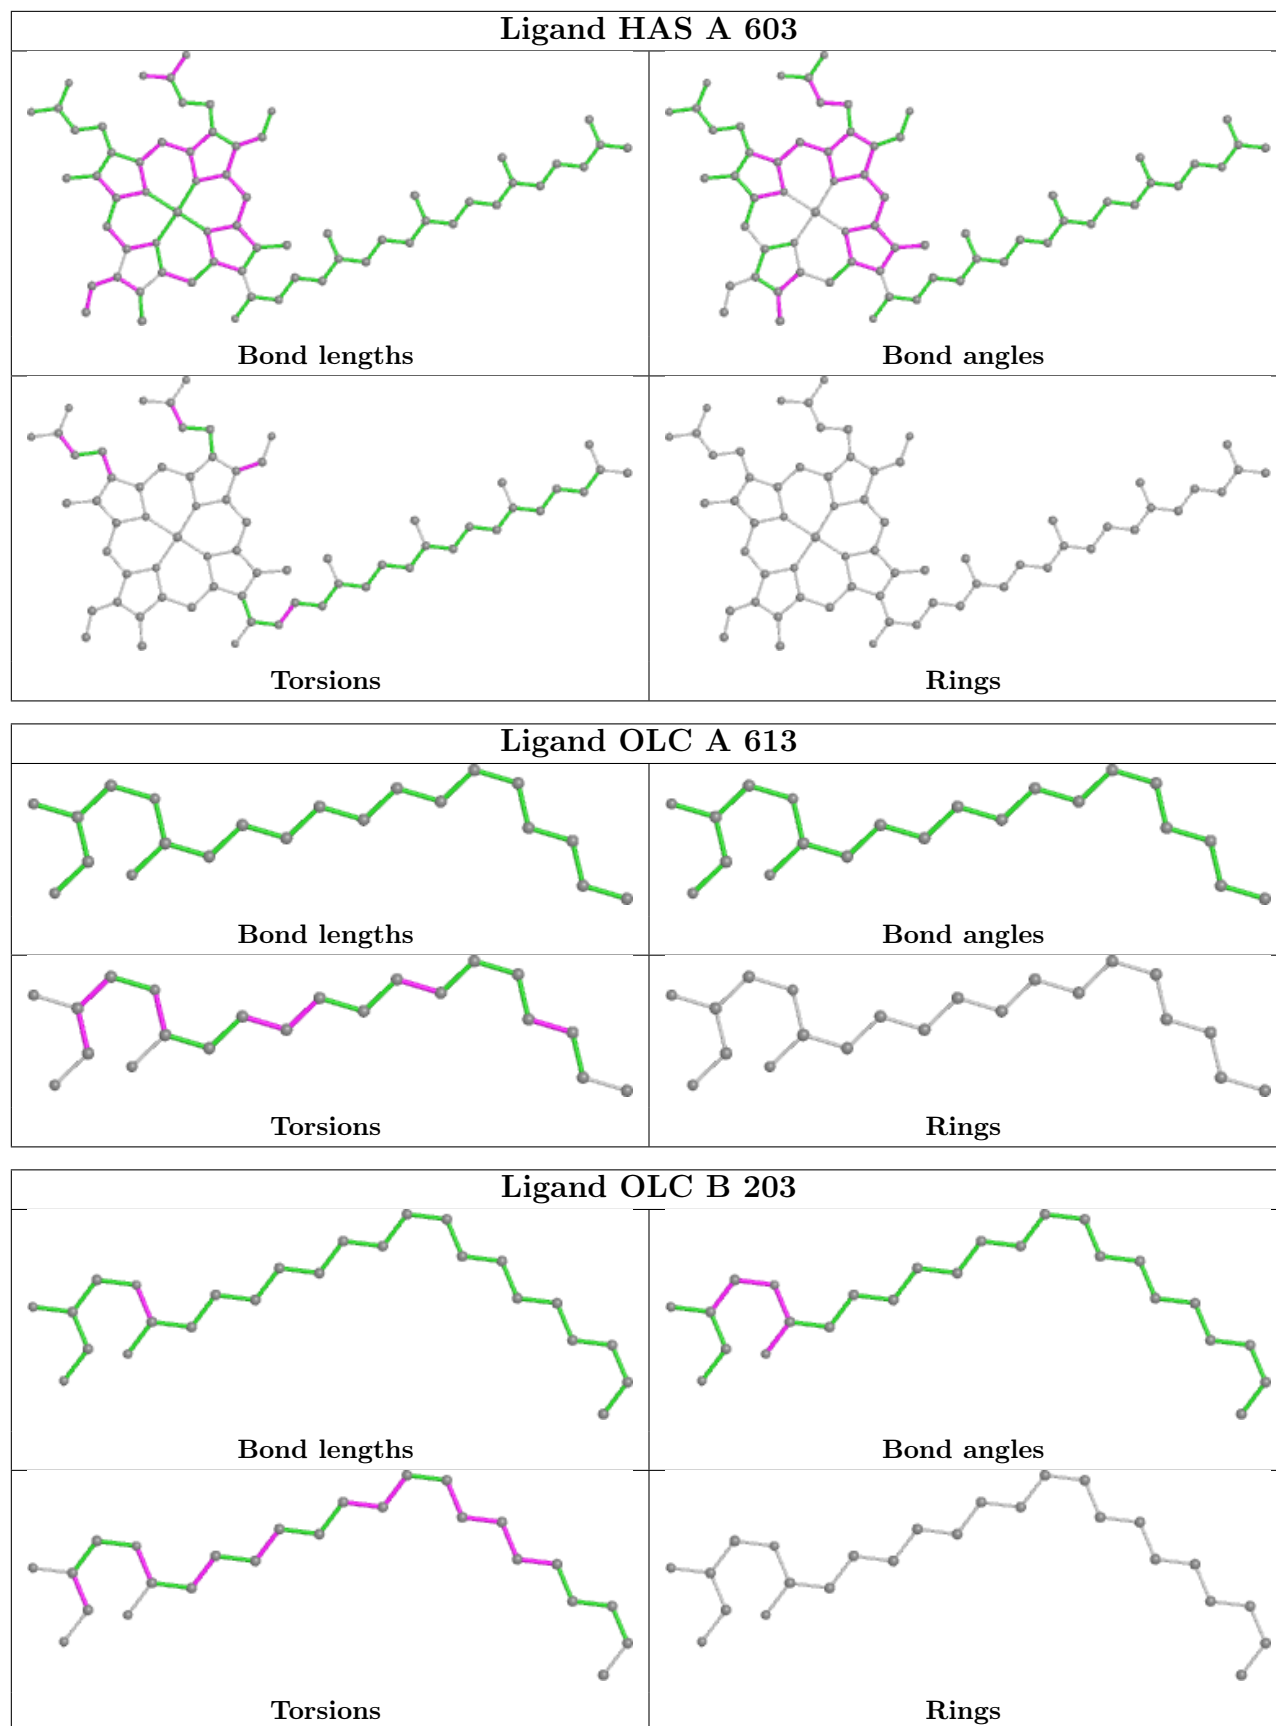 Ligand HAS A 603
Bond lengths
Bond angles
Torsions
Rings
Ligand OLC A 613
Bond lengths
Bond angles
Torsions
Rings
Ligand OLC B 203
Bond lengths
Bond angles
Torsions
Rings